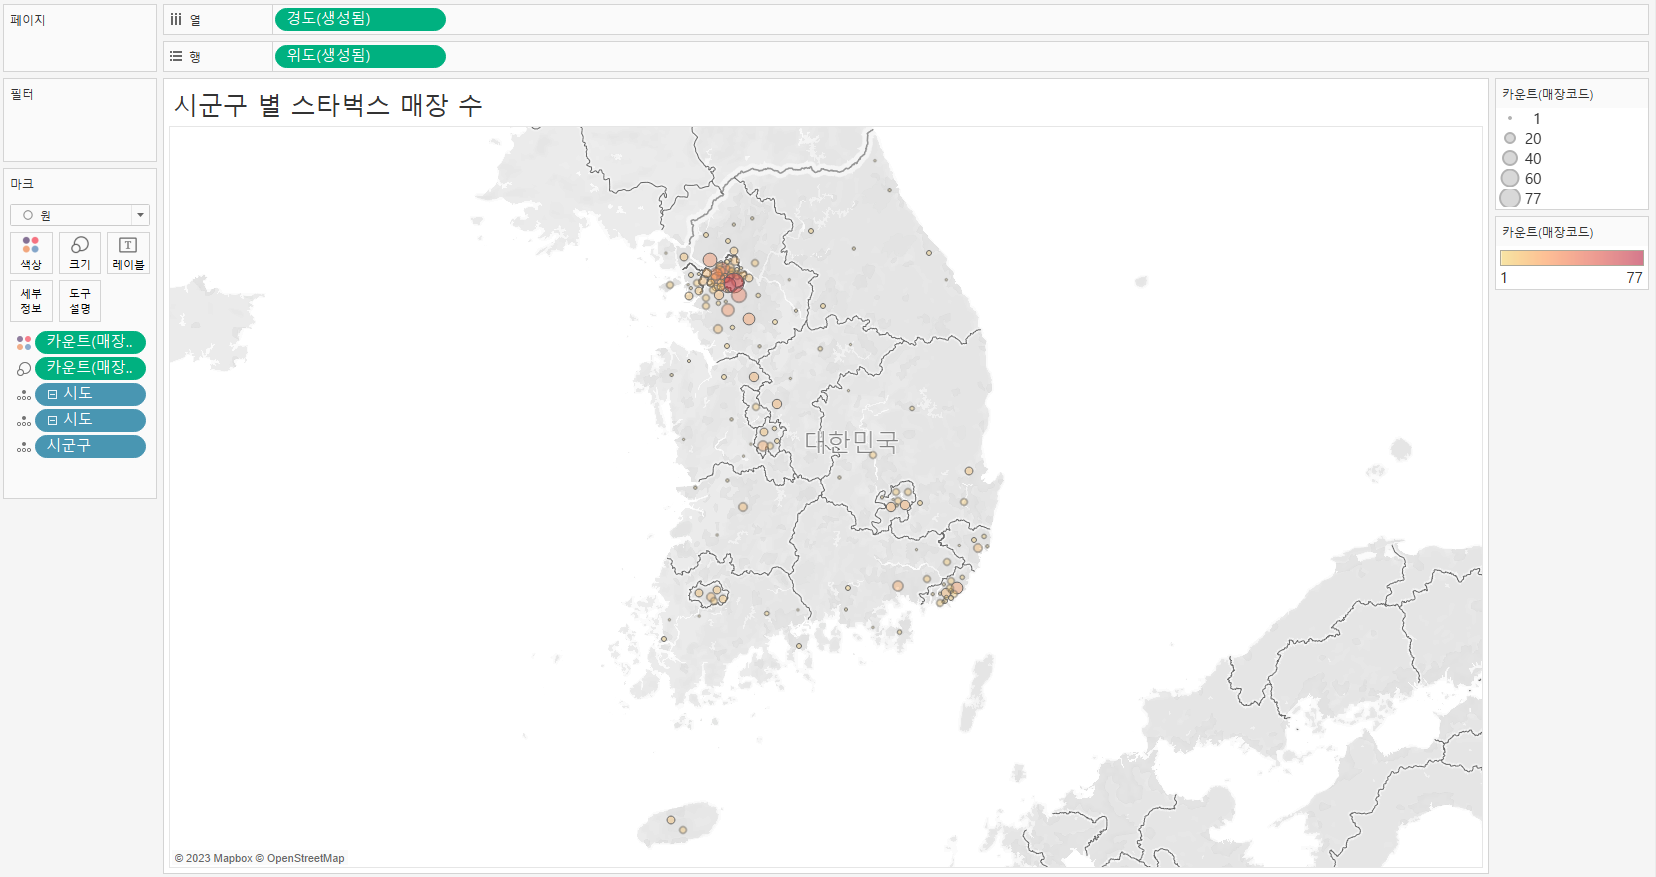 페이지
열
경도(생성됨)
행
위도(생성됨)
필터
마크
원
색상
크기
레이블
세부
정보
도구
설명
카운트(매장..
카운트(매장..
시도
시도
시군구
시군구 별 스타벅스 매장 수
대한민국
© 2023 Mapbox © OpenStreetMap
카운트(매장코드)
1
20
40
60
77
카운트(매장코드)
1 77